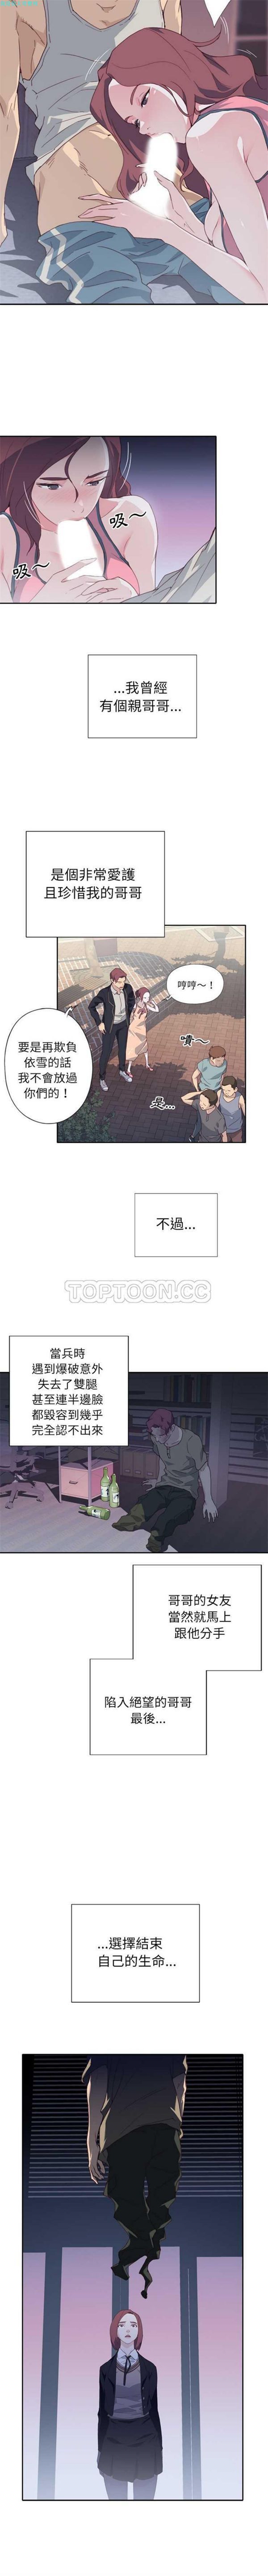 吸~
吸~
...我曾經
有個親哥哥...
是個非常愛護
且珍惜我的哥哥
哼哼~！
要是再欺負
依雪的話
我不會放過
你們的！
嘖~
是...
不過...
TOPTOON.CC
當兵時
遇到爆破意外
失去了雙腿
甚至連半邊臉
都毀容到幾乎
完全認不出來
哥哥的女友
當然就馬上
跟他分手
陷入絕望的哥哥
最後...
...選擇結束
自己的生命...